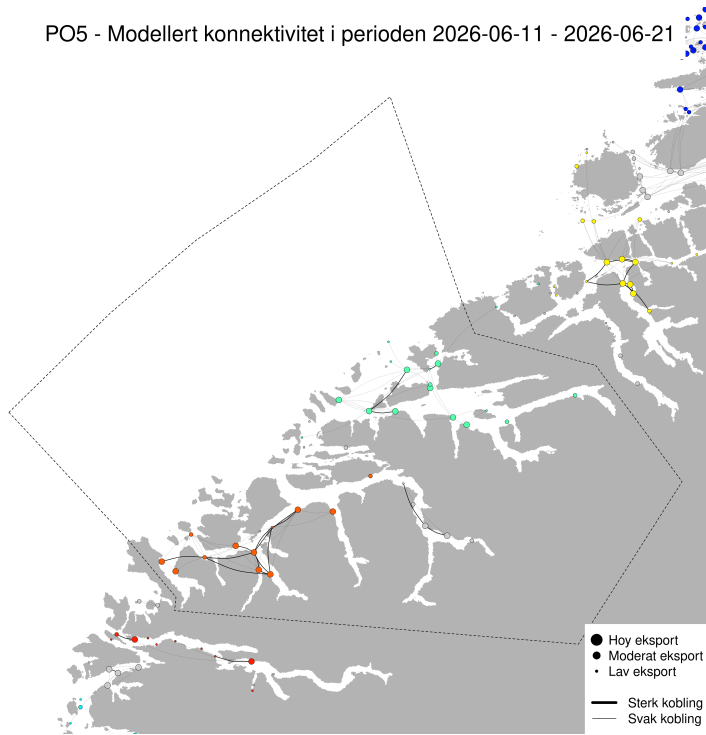 PO5 - Modellert konnektivitet i perioden 2026-06-11 - 2026-06-21
Hoy eksport
Moderat eksport
Lav eksport
Sterk kobling
Svak kobling